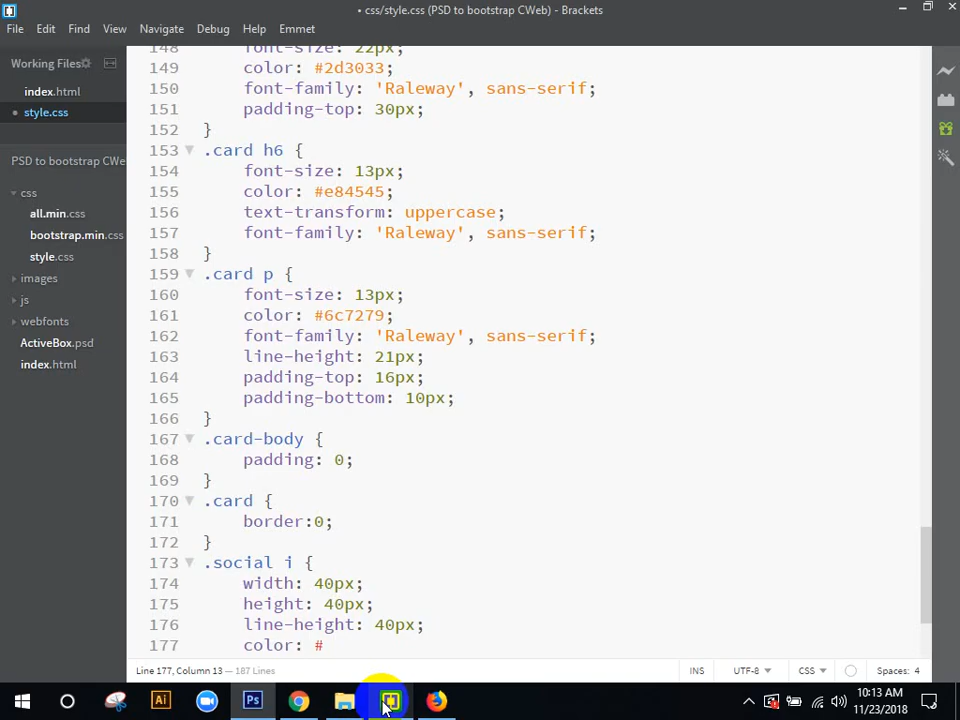 • css/style.css (PSD to bootstrap CWeb) - Brackets
File Edit Find View Navigate Debug Help Emmet
Working Files
index.html
• style.css
PSD to bootstrap CWe
css
all.min.css
bootstrap.min.css
style.css
images
js
webfonts
ActiveBox.psd
index.html
148 font-size: 22px;
149 color: #2d3033;
150 font-family: 'Raleway', sans-serif;
151 padding-top: 30px;
152 }
153 .card h6 {
154 font-size: 13px;
155 color: #e84545;
156 text-transform: uppercase;
157 font-family: 'Raleway', sans-serif;
158 }
159 .card p {
160 font-size: 13px;
161 color: #6c7279;
162 font-family: 'Raleway', sans-serif;
163 line-height: 21px;
164 padding-top: 16px;
165 padding-bottom: 10px;
166 }
167 .card-body {
168 padding: 0;
169 }
170 .card {
171 border:0;
172 }
173 .social i {
174 width: 40px;
175 height: 40px;
176 line-height: 40px;
177 color: #
Line 177, Column 13 — 187 Lines
INS UTF-8 CSS Spaces: 4
Ai Ps
10:13 AM
11/23/2018